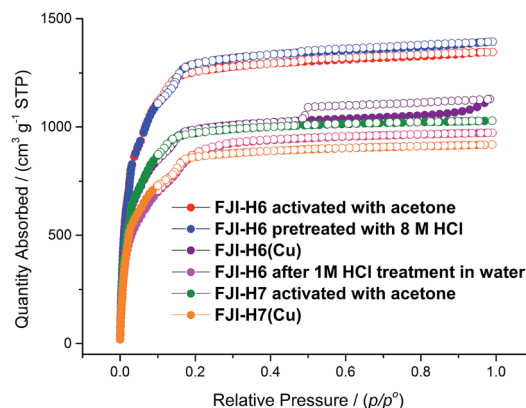 1500
1000
500
0
Quantity Absorbed / (cm³ g⁻¹ STP)
FJI-H6 activated with acetone
FJI-H6 pretreated with 8 M HCl
FJI-H6(Cu)
FJI-H6 after 1M HCl treatment in water
FJI-H7 activated with acetone
FJI-H7(Cu)
0.0 0.2 0.4 0.6 0.8 1.0
Relative Pressure / (p/pº)